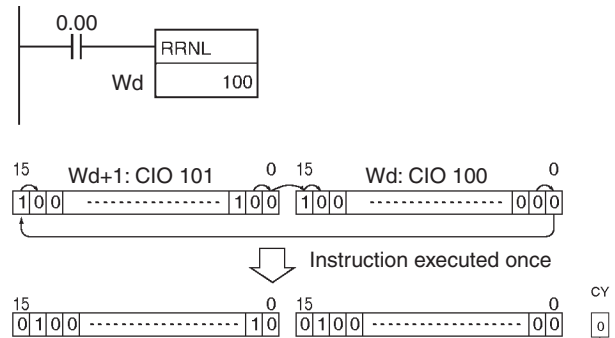 0.00
RRNL
Wd 100
15 Wd+1: CIO 101 0 15 Wd: CIO 100 0
1 0 0 1 0 0 1 0 0 0 0 0
Instruction executed once
15 0 15 0 CY
0 1 0 0 1 0 0 1 0 0 0 0 0